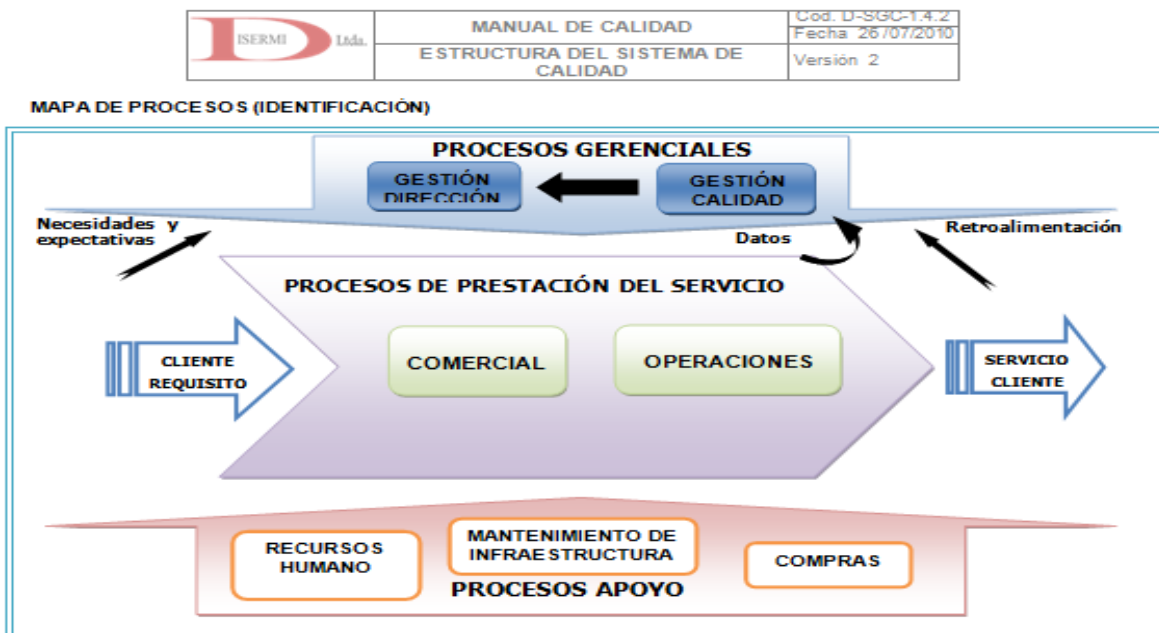 DISERMI Ltda.
MANUAL DE CALIDAD
Cod. D-SGC-1.4.2
Fecha 26/07/2010
ESTRUCTURA DEL SISTEMA DE
CALIDAD
Versión 2
MAPA DE PROCESOS (IDENTIFICACIÓN)
PROCESOS GERENCIALES
GESTIÓN
DIRECCIÓN
GESTIÓN
CALIDAD
Necesidades y
expectativas
Datos
Retroalimentación
PROCESOS DE PRESTACIÓN DEL SERVICIO
CLIENTE
REQUISITO
COMERCIAL
OPERACIONES
SERVICIO
CLIENTE
RECURSOS
HUMANO
MANTENIMIENTO DE
INFRAESTRUCTURA
COMPRAS
PROCESOS APOYO